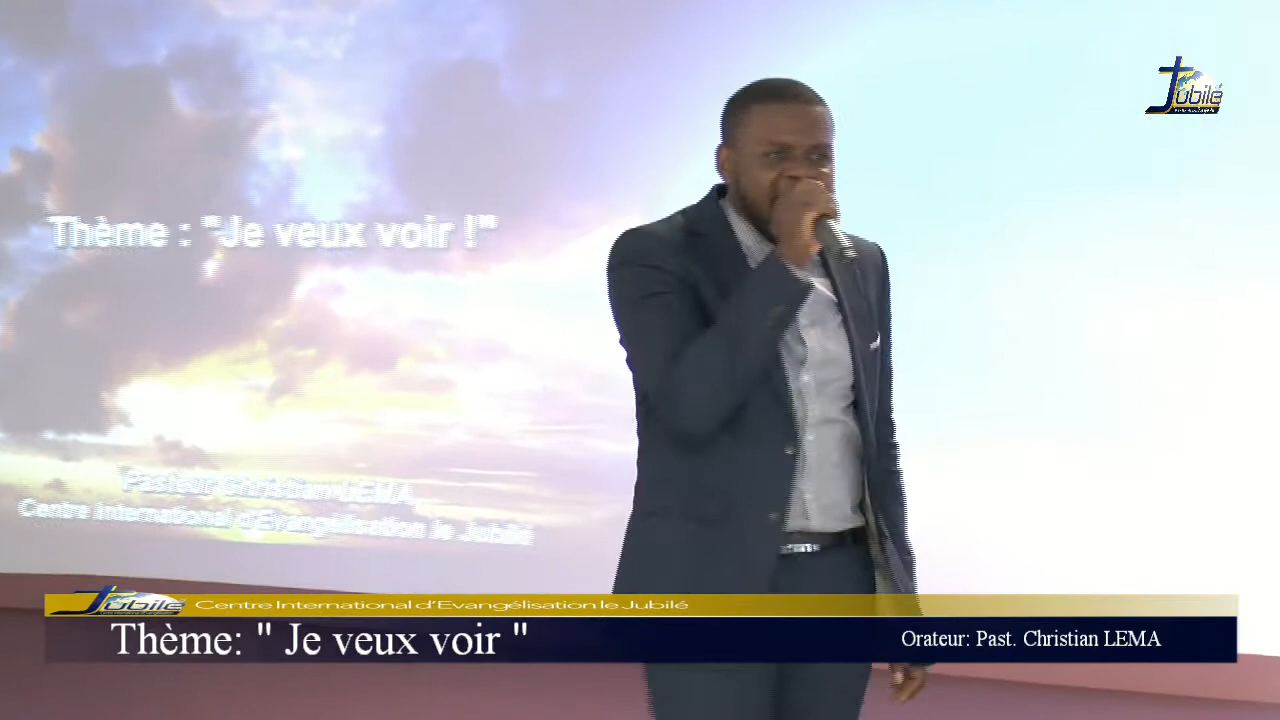 Jubilé
Thème : "Je veux voir !"
Pasteur Christian LEMA
Centre International d'Evangélisation le Jubilé
Jubilé Centre International d'Evangélisation le Jubilé
Thème: " Je veux voir "
Orateur: Past. Christian LEMA